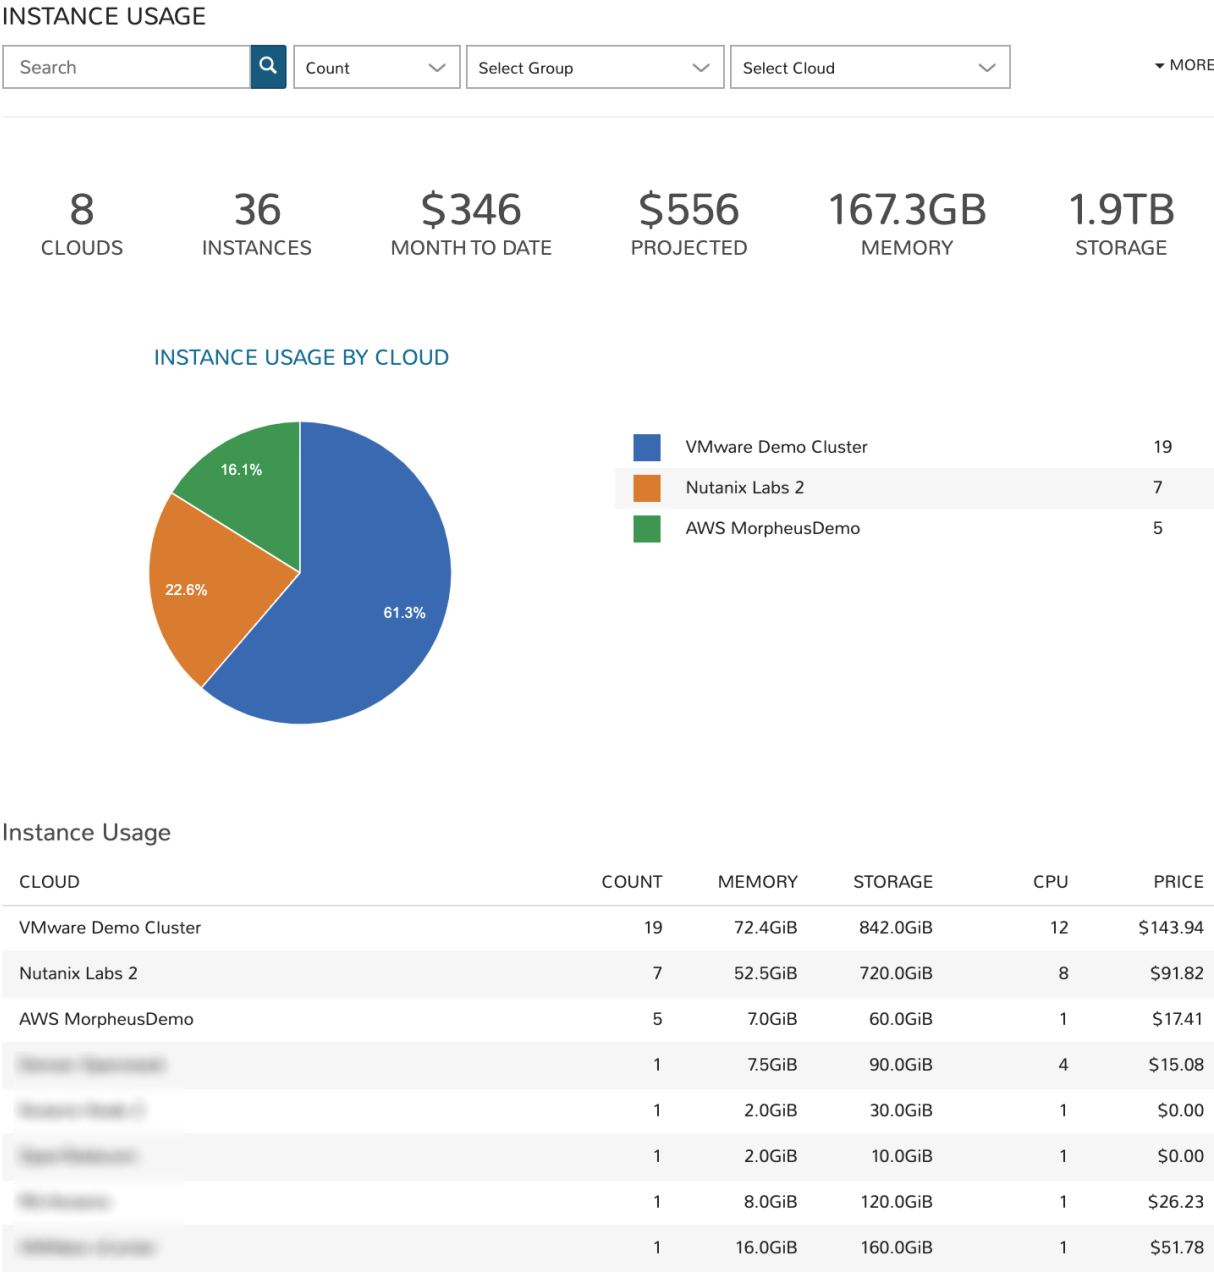 INSTANCE USAGE
Search Count Select Group Select Cloud MORE
8 36 $346 $556 167.3GB 1.9TB
CLOUDS INSTANCES MONTH TO DATE PROJECTED MEMORY STORAGE
INSTANCE USAGE BY CLOUD
16.1%
22.6%
61.3%
VMware Demo Cluster 19
Nutanix Labs 2 7
AWS MorpheusDemo 5
Instance Usage
CLOUD COUNT MEMORY STORAGE CPU PRICE
VMware Demo Cluster 19 72.4GiB 842.0GiB 12 $143.94
Nutanix Labs 2 7 52.5GiB 720.0GiB 8 $91.82
AWS MorpheusDemo 5 7.0GiB 60.0GiB 1 $17.41
1 7.5GiB 90.0GiB 4 $15.08
1 2.0GiB 30.0GiB 1 $0.00
1 2.0GiB 10.0GiB 1 $0.00
1 8.0GiB 120.0GiB 1 $26.23
1 16.0GiB 160.0GiB 1 $51.78